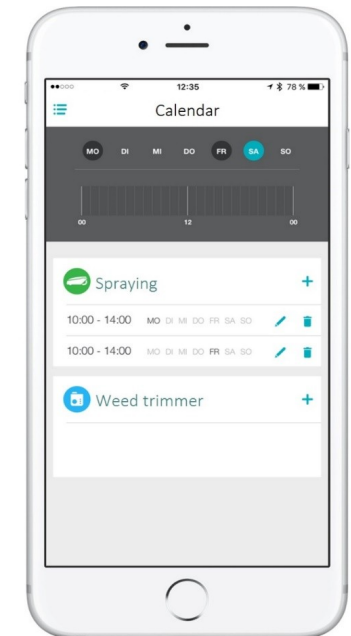 12:35
78 %
Calendar
MO DI MI DO FR SA SO
00 12 00
Spraying +
10:00 - 14:00 MO DI MI DO FR SA SO
10:00 - 14:00 MO DI MI DO FR SA SO
Weed trimmer +